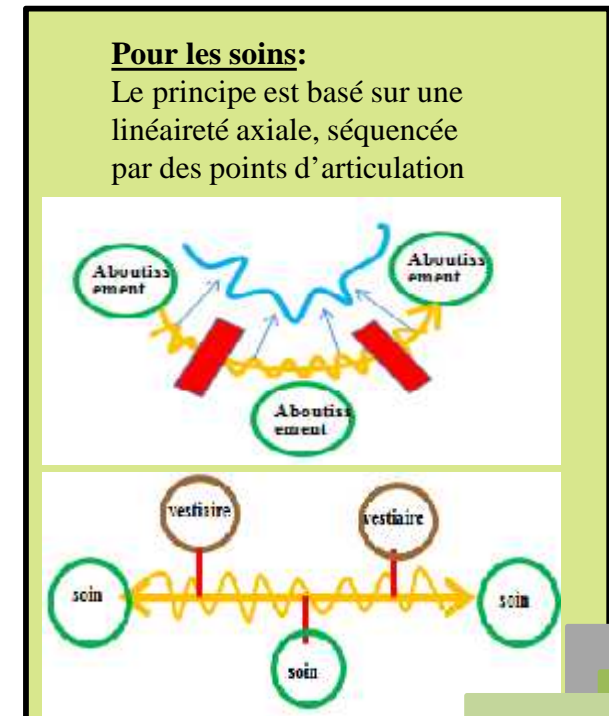 Pour les soins:
Le principe est basé sur une
linéaireté axiale, séquencée
par des points d’articulation
Aboutiss
ement
Aboutiss
ement
Aboutiss
ement
vestiaire
vestiaire
soin
soin
soin